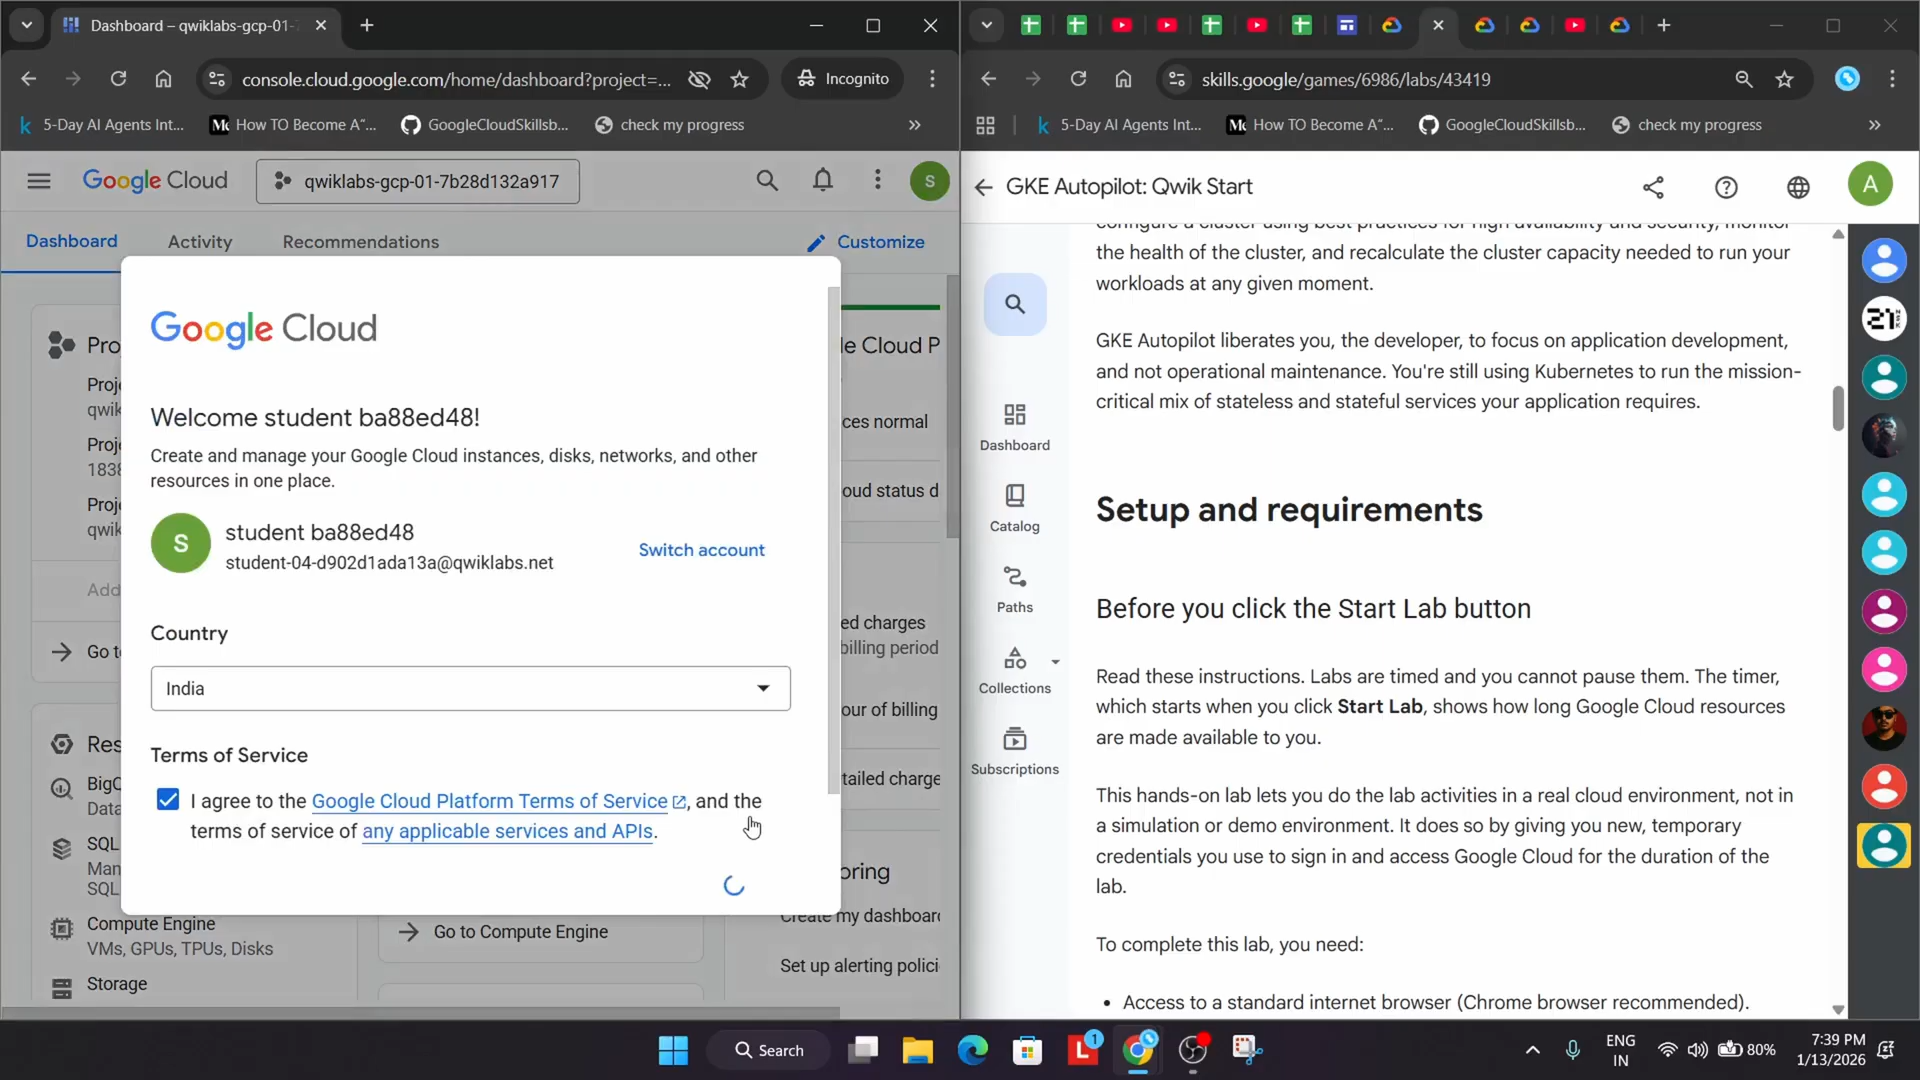 Dashboard – qwiklabs-gcp-01-
console.cloud.google.com/home/dashboard?project=...
Incognito
5-Day AI Agents Int...
How TO Become A“...
GoogleCloudSkillsb...
check my progress
»
Google Cloud
qwiklabs-gcp-01-7b28d132a917
S
Dashboard
Activity
Recommendations
Customize
Google Cloud
Welcome student ba88ed48!
Create and manage your Google Cloud instances, disks, networks, and other
resources in one place.
S
student ba88ed48
student-04-d902d1ada13a@qwiklabs.net
Switch account
Country
India
Terms of Service
I agree to the Google Cloud Platform Terms of Service, and the
terms of service of any applicable services and APIs.
Compute Engine
VMs, GPUs, TPUs, Disks
Storage
Go to Compute Engine
Create my dashboard
Set up alerting polici
skills.google/games/6986/labs/43419
5-Day AI Agents Int...
How TO Become A“...
GoogleCloudSkillsb...
check my progress
»
GKE Autopilot: Qwik Start
A
Dashboard
Catalog
Paths
Collections
Subscriptions
configure a cluster using best practices for high availability and security, monitor
the health of the cluster, and recalculate the cluster capacity needed to run your
workloads at any given moment.
GKE Autopilot liberates you, the developer, to focus on application development,
and not operational maintenance. You're still using Kubernetes to run the mission-
critical mix of stateless and stateful services your application requires.
Setup and requirements
Before you click the Start Lab button
Read these instructions. Labs are timed and you cannot pause them. The timer,
which starts when you click Start Lab, shows how long Google Cloud resources
are made available to you.
This hands-on lab lets you do the lab activities in a real cloud environment, not in
a simulation or demo environment. It does so by giving you new, temporary
credentials you use to sign in and access Google Cloud for the duration of the
lab.
To complete this lab, you need:
• Access to a standard internet browser (Chrome browser recommended).
Search
ENG
IN
80%
7:39 PM
1/13/2026